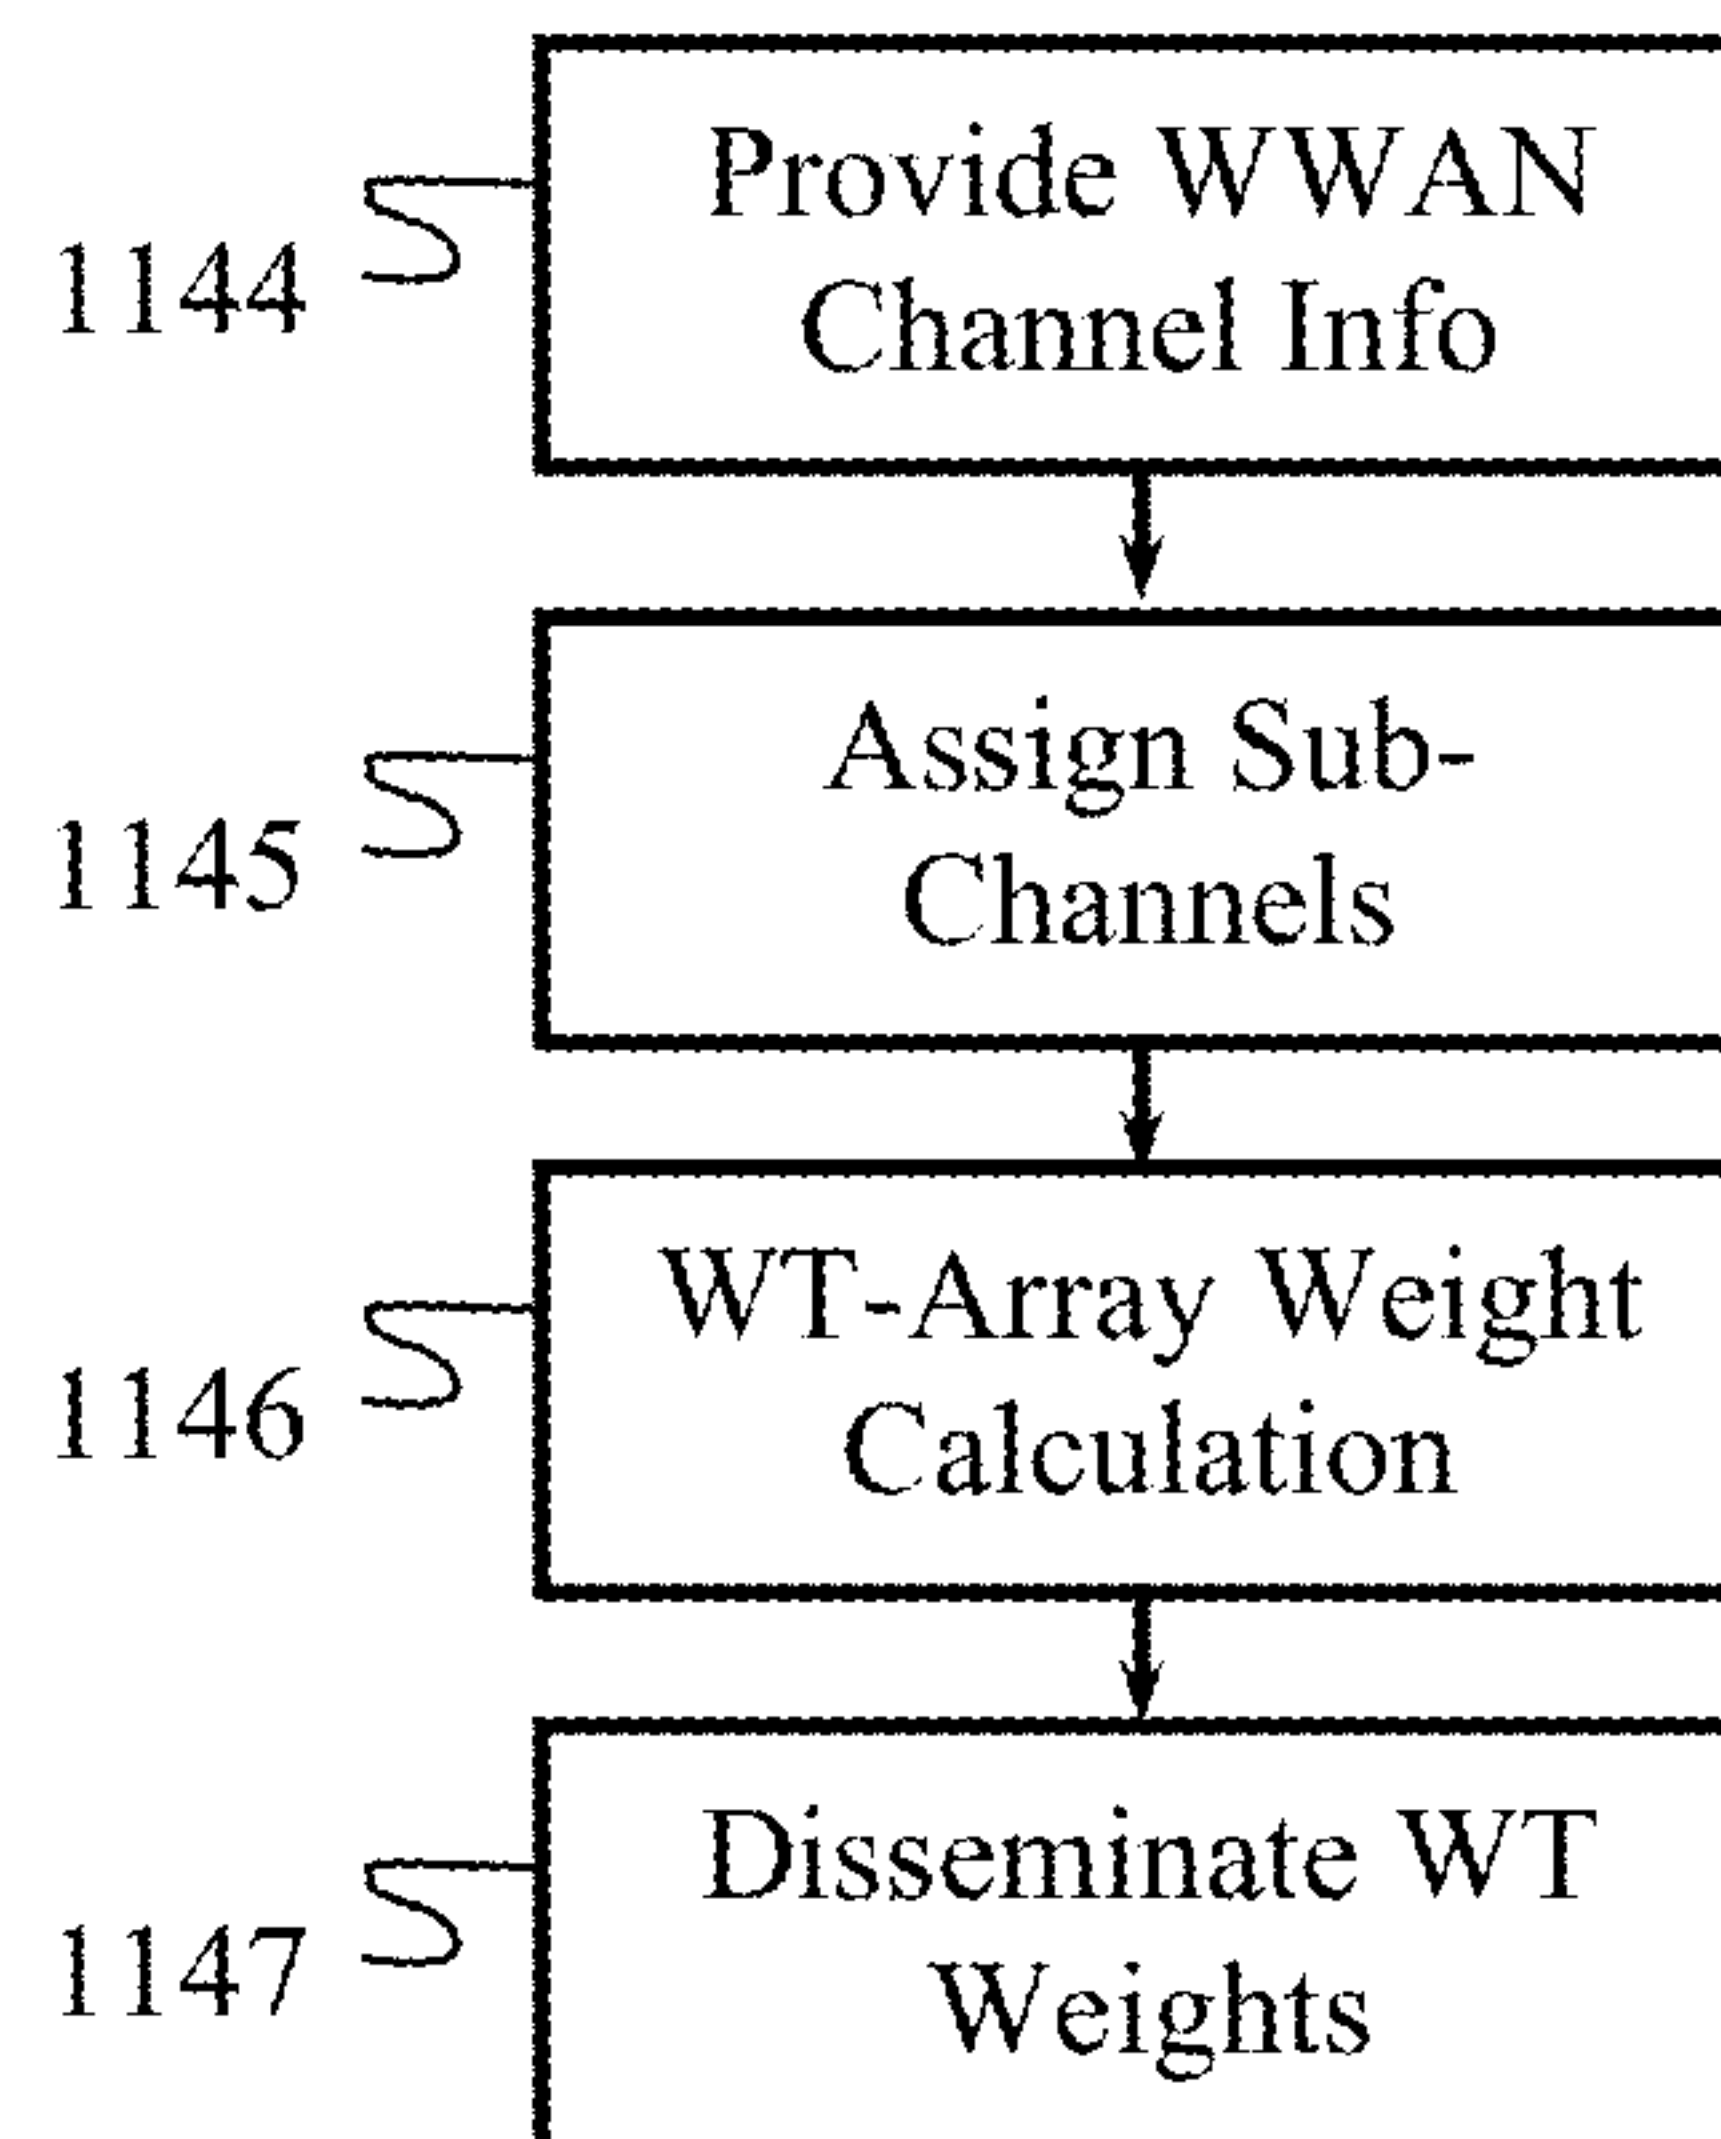 Provide WWAN
Channel Info
1144
Assign Sub-
Channels
1145
WT-Array Weight
Calculation
1146
Disseminate WT
Weights
1147